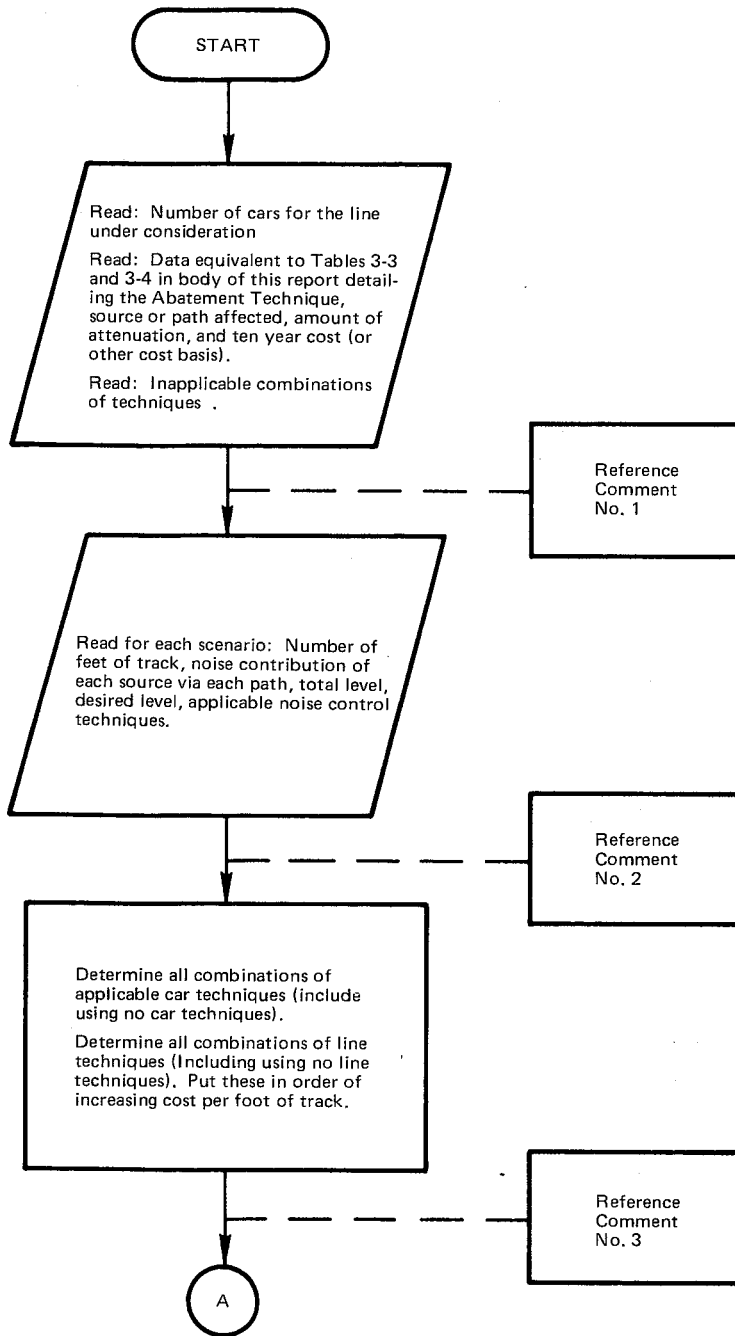 START
Read: Number of cars for the line
under consideration
Read: Data equivalent to Tables 3-3
and 3-4 in body of this report detail-
ing the Abatement Technique,
source or path affected, amount of
attenuation, and ten year cost (or
other cost basis).
Read: Inapplicable combinations
of techniques .
Reference
Comment
No. 1
Read for each scenario: Number of
feet of track, noise contribution of
each source via each path, total level,
desired level, applicable noise control
techniques.
Reference
Comment
No. 2
Determine all combinations of
applicable car techniques (include
using no car techniques).
Determine all combinations of line
techniques (Including using no line
techniques). Put these in order of
increasing cost per foot of track.
Reference
Comment
No. 3
A